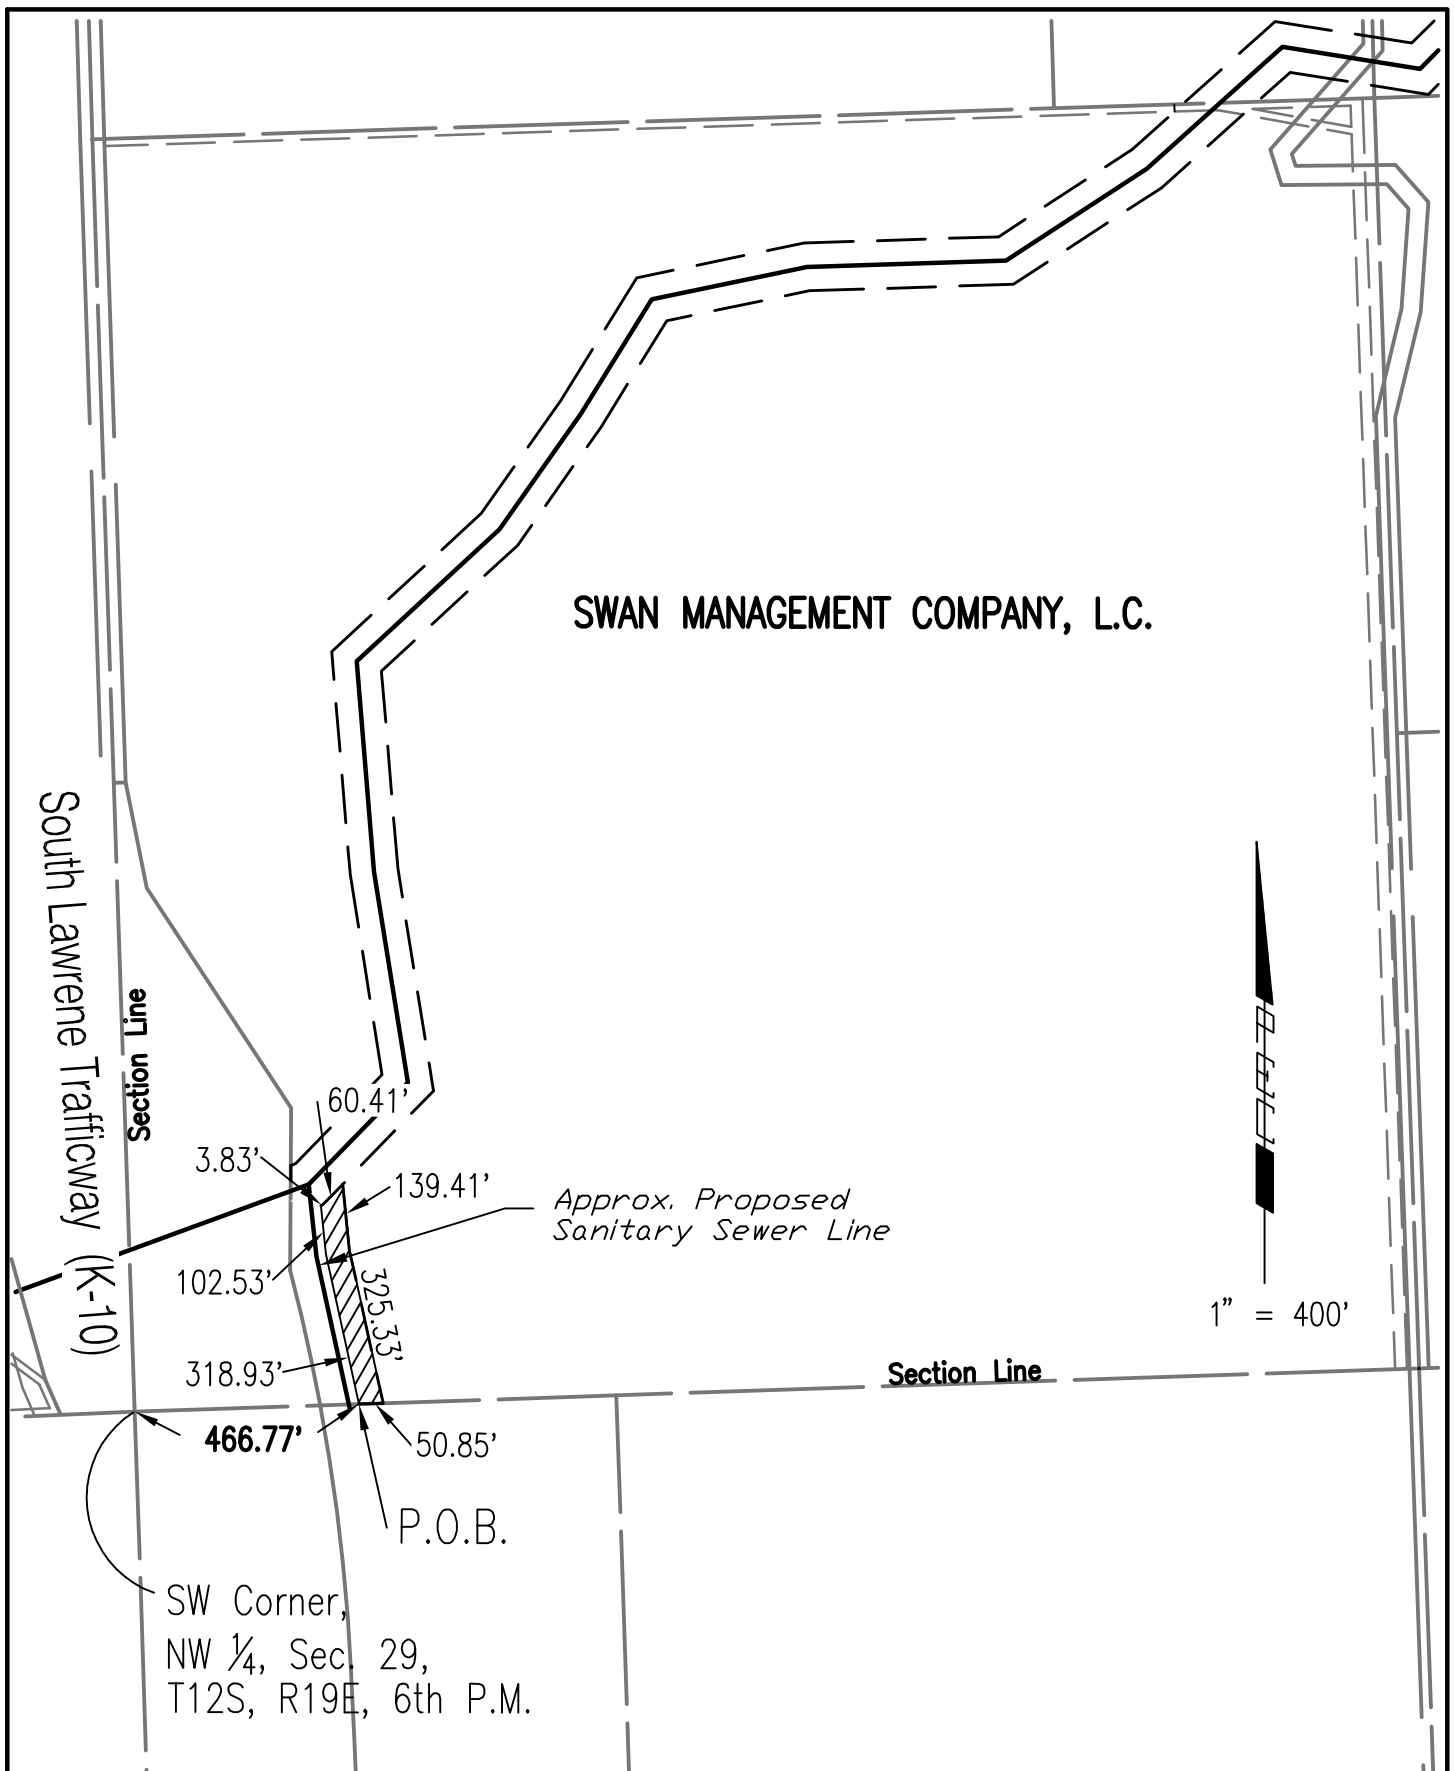 SWAN MANAGEMENT COMPANY, L.C.
South Lawrene Trafficway (K-10)
Section Line
60.41'
3.83'
139.41'
Approx. Proposed
Sanitary Sewer Line
102.53'
325.33'
1" = 400'
318.93'
Section Line
466.77'
50.85'
P.O.B.
SW Corner,
NW ¼, Sec. 29,
T12S, R19E, 6th P.M.